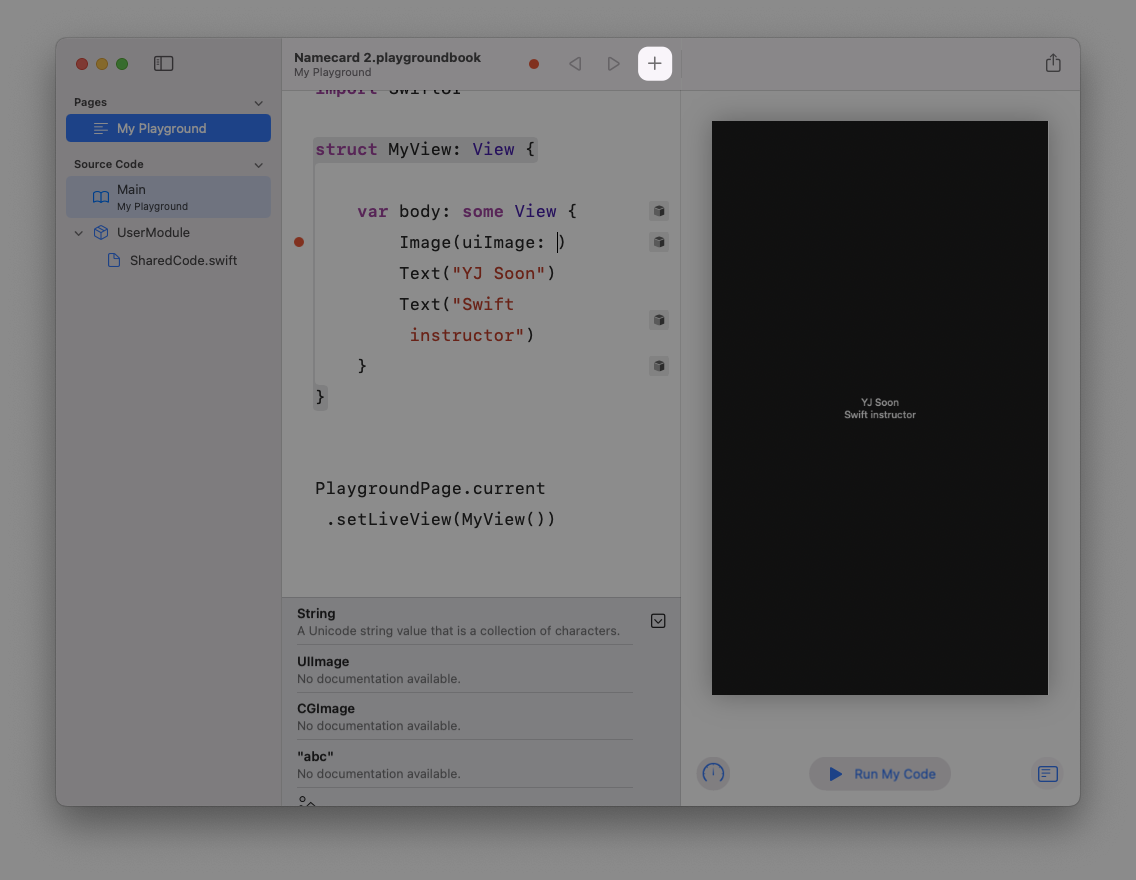 Namecard 2.playgroundbook
My Playground
Pages
My Playground
Source Code
Main
My Playground
UserModule
SharedCode.swift
import SwiftUI
struct MyView: View {
var body: some View {
Image(uiImage: )
Text("YJ Soon")
Text("Swift
instructor")
}
}
PlaygroundPage.current
.setLiveView(MyView())
String
A Unicode string value that is a collection of characters.
UIImage
No documentation available.
CGImage
No documentation available.
"abc"
No documentation available.
YJ Soon
Swift instructor
Run My Code